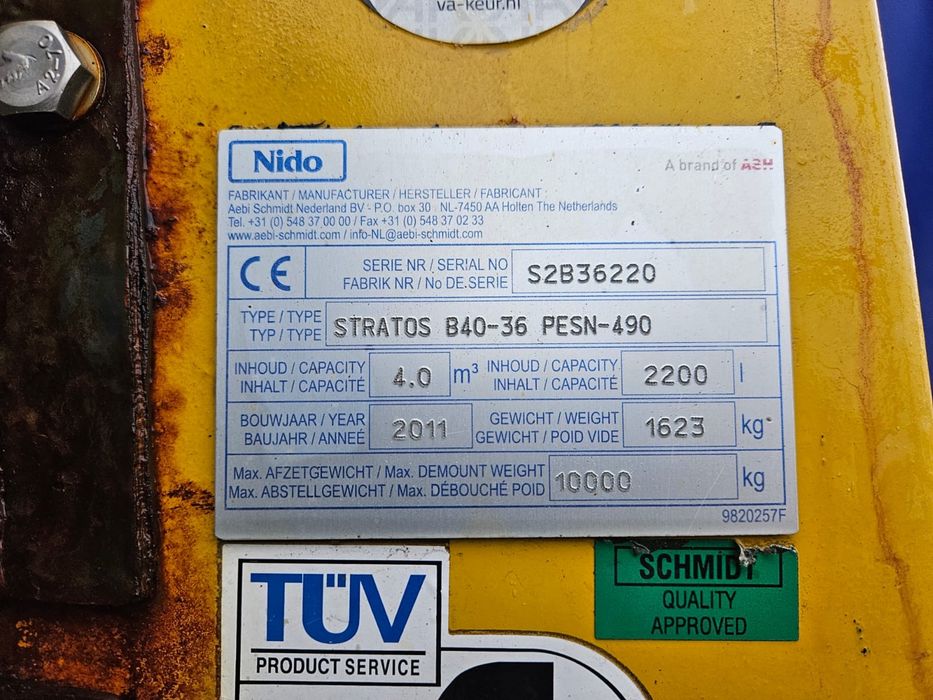 va-keur.nl
A2-70
Nido
A brand of ASH
FABRIKANT / MANUFACTURER / HERSTELLER / FABRICANT :
Aebi Schmidt Nederland BV - P.O. box 30 . NL-7450 AA Holten The Netherlands
Tel. +31 (0) 548 37 00 00 / Fax +31 (0) 548 37 02 33
www.aebi-schmidt.com / info-NL@aebi-schmidt.com
CE
SERIE NR / SERIAL NO
FABRIK NR / No DE.SERIE
S2B36220
TYPE / TYPE
TYP / TYPE
STRATOS B40-36 PESN-490
INHOUD / CAPACITY
INHALT / CAPACITÉ
4.0 m³
INHOUD / CAPACITY
INHALT / CAPACITÉ
2200 l
BOUWJAAR / YEAR
BAUJAHR / ANNEÉ
2011
GEWICHT / WEIGHT
GEWICHT / POID VIDE
1623 kg
Max. AFZETGEWICHT / Max. DEMOUNT WEIGHT
Max. ABSTELLGEWICHT / Max. DÉBOUCHÉ POID
10000 kg
9820257F
TÜV
PRODUCT SERVICE
SCHMIDT
QUALITY
APPROVED